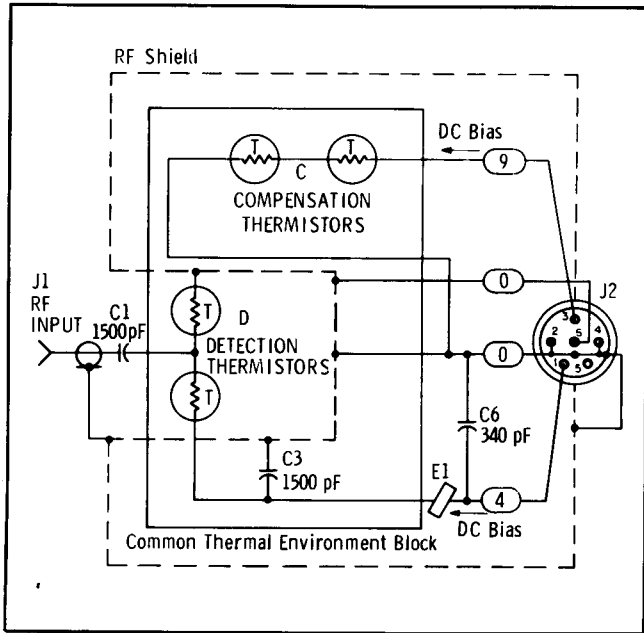 RF Shield
DC Bias
T T
9
C
COMPENSATION
THERMISTORS
J1
RF
INPUT
C1
1500pF
T
D
DETECTION
THERMISTORS
T
0
0
J2
3
2
6
4
1
5
C6
340 pF
C3
1500 pF
E1
4
DC Bias
Common Thermal Environment Block